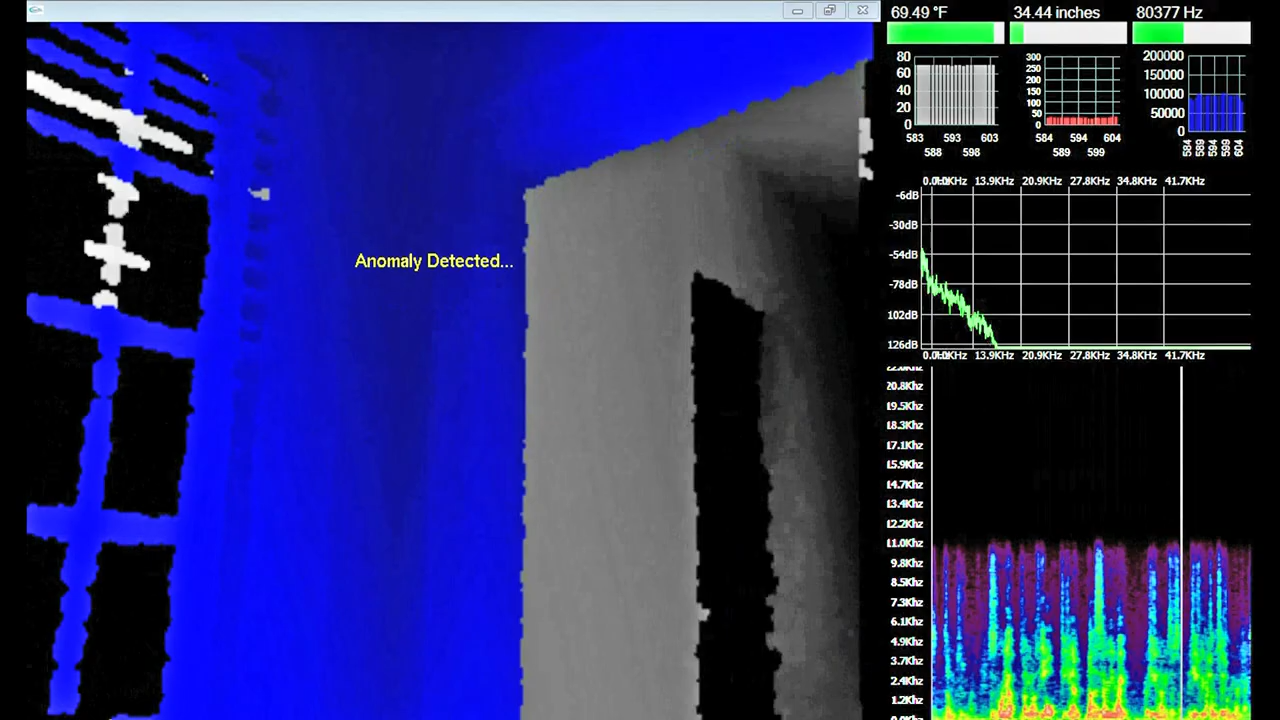 69.49 °F 34.44 inches 80377 Hz
Anomaly Detected...
80
60
40
20
0
583 593 603
588 598
300
250
200
150
100
50
0
584 594 604
589 599
200000
150000
100000
50000
0
584 589 594 599 604
13.9KHz 20.9KHz 27.8KHz 34.8KHz 41.7KHz
-6dB
-30dB
-54dB
-78dB
102dB
126dB
13.9KHz 20.9KHz 27.8KHz 34.8KHz 41.7KHz
20.8Khz
19.5Khz
18.3Khz
17.1Khz
15.9Khz
14.7Khz
13.4Khz
12.2Khz
11.0Khz
9.8Khz
8.5Khz
7.3Khz
6.1Khz
4.9Khz
3.7Khz
2.4Khz
1.2Khz